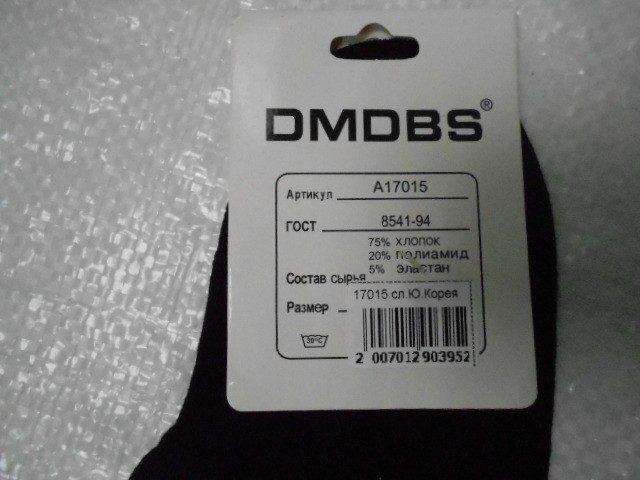 DMDBS®
Артикул A17015
ГОСТ 8541-94
75% хлопок
20% полиамид
5% эластан
Состав сырья
17015 сл.Ю.Корея
Размер
30°C
2 007012 903952